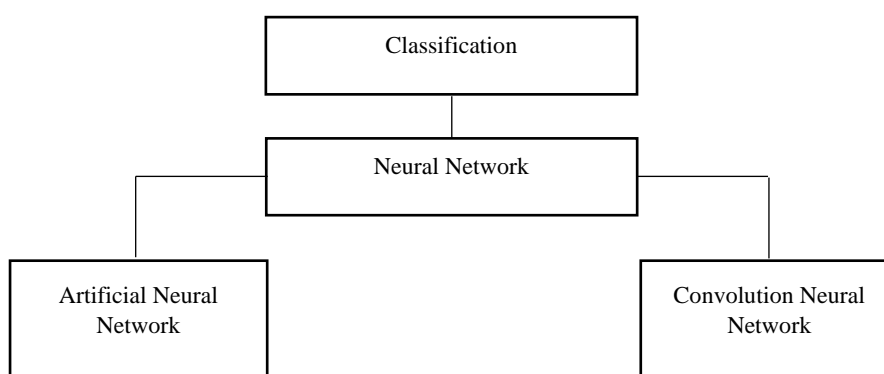 Classification
Neural Network
Artificial Neural
Network
Convolution Neural
Network